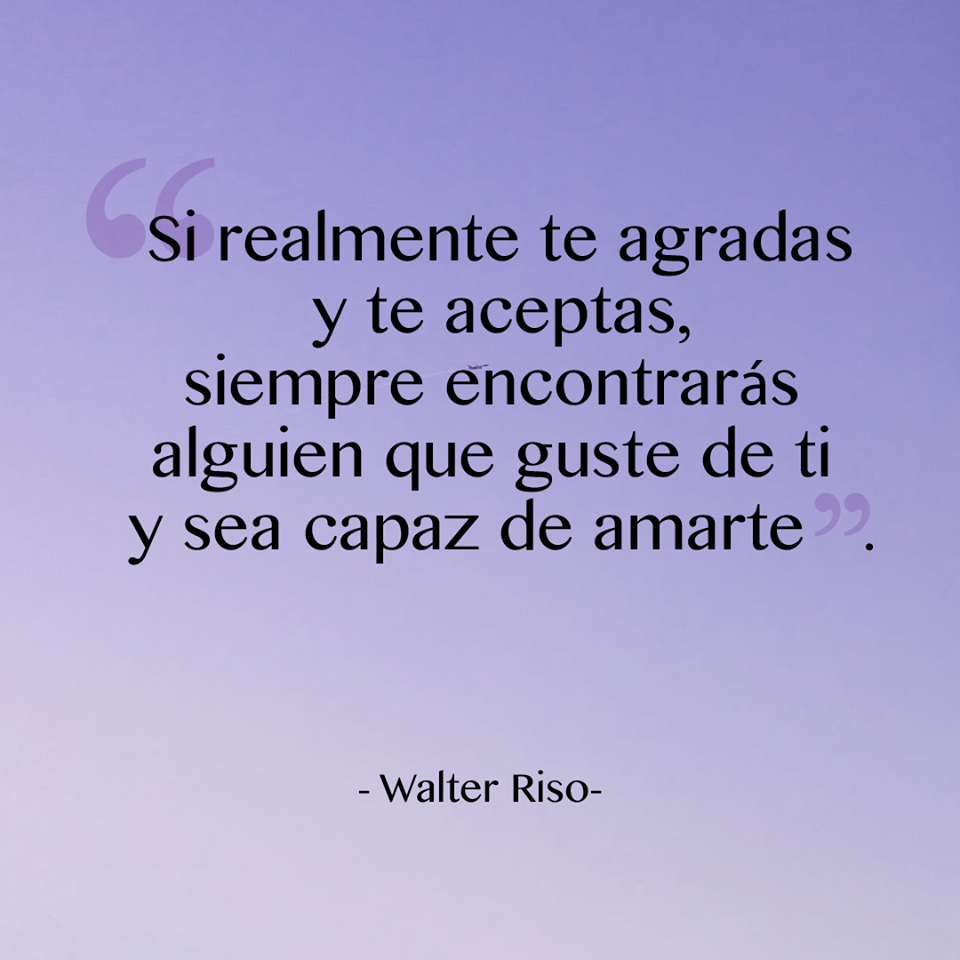 “Si realmente te agradas
y te aceptas,
siempre encontrarás
alguien que guste de ti
y sea capaz de amarte”.
- Walter Riso-